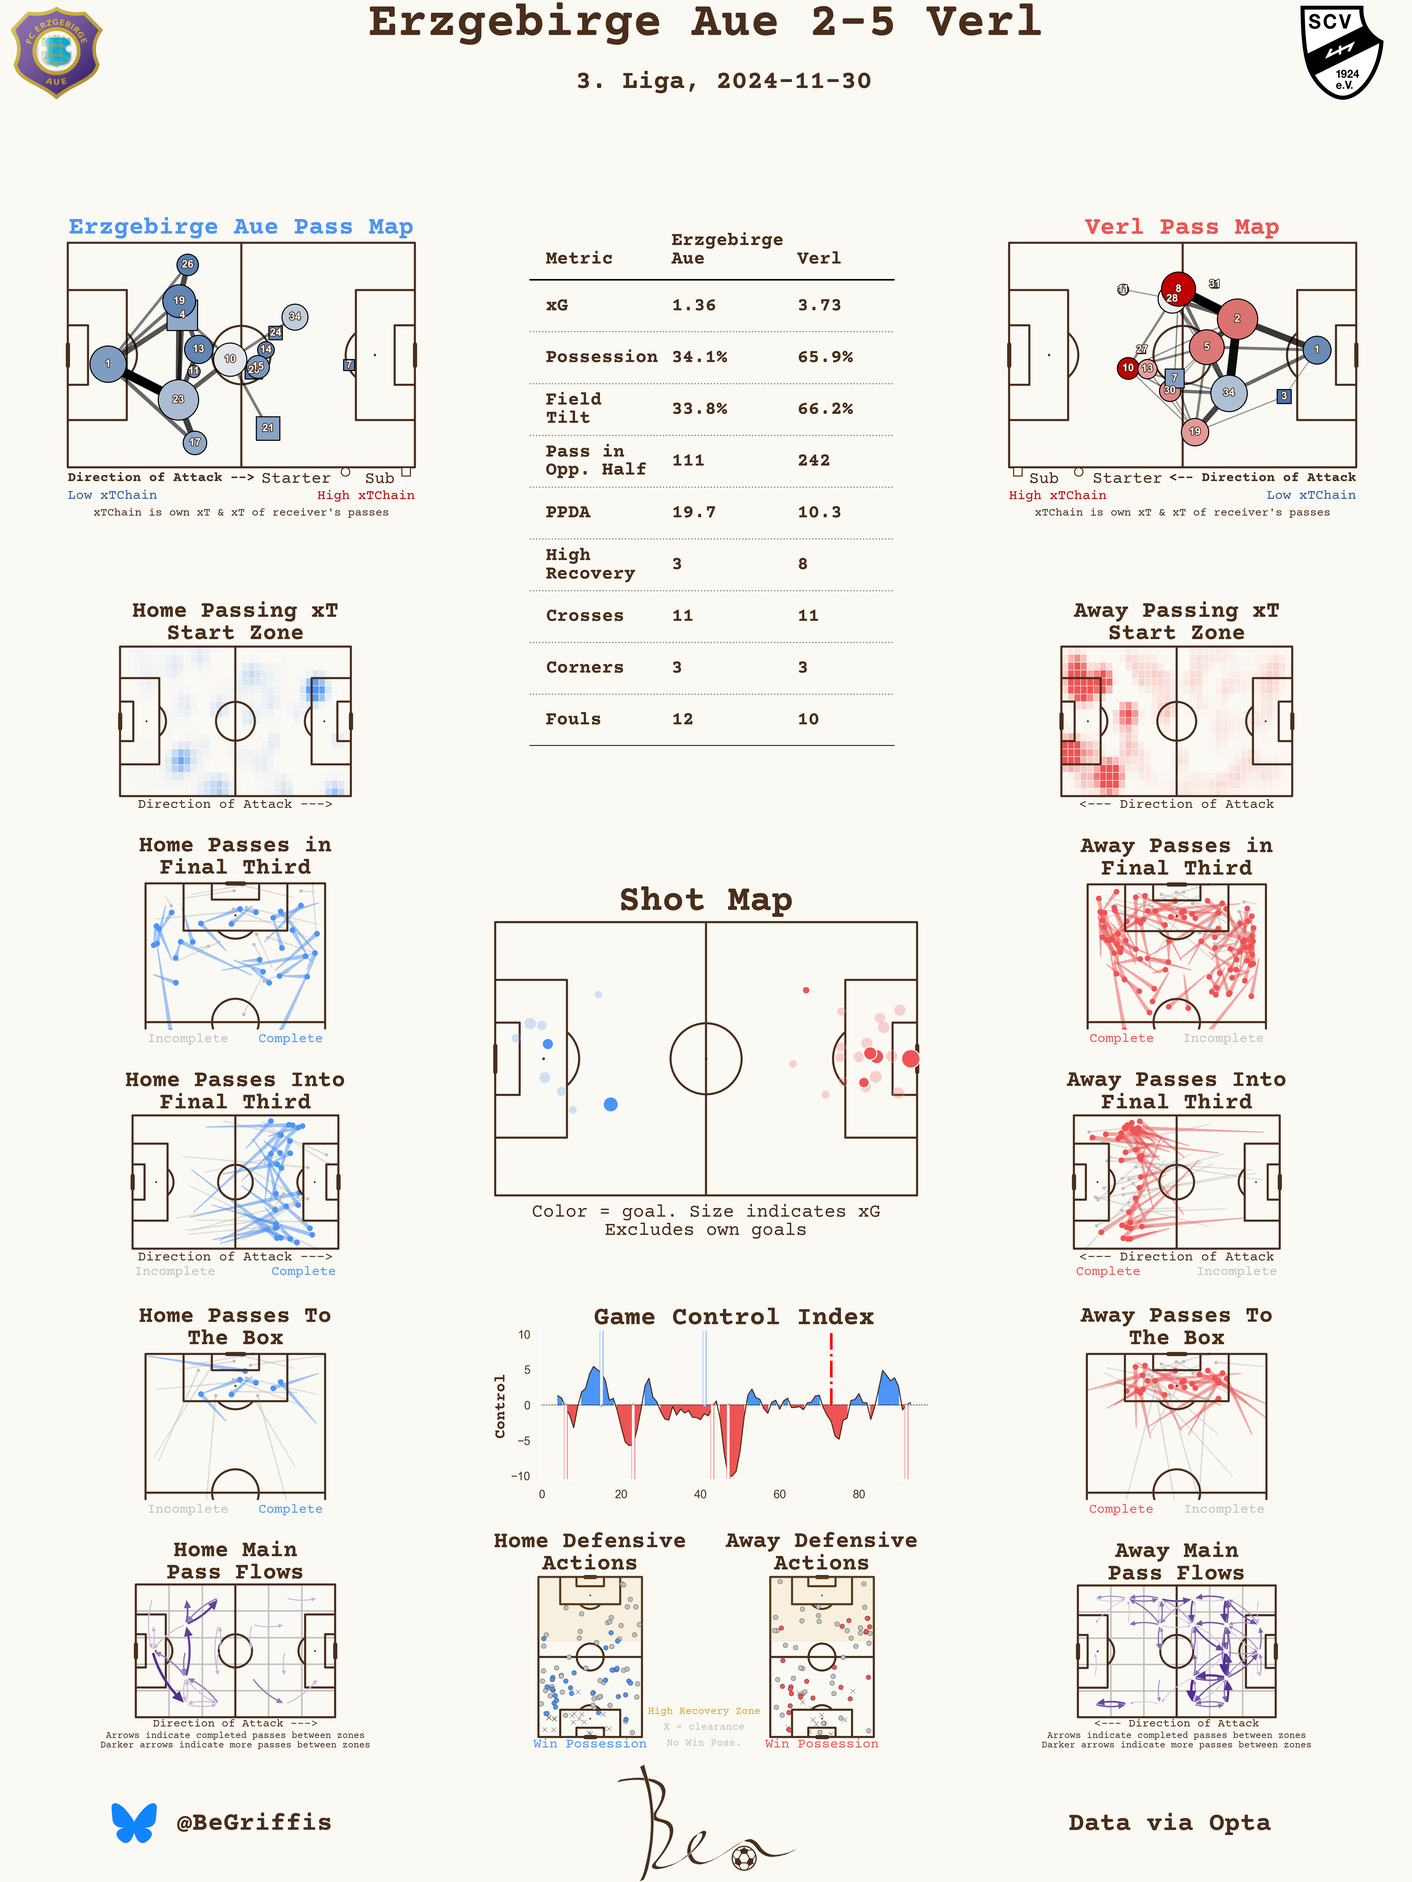 Erzgebirge Aue 2-5 Verl
3. Liga, 2024-11-30
FC ERZGEBIRGE
AUE
SCV
1924
e.V.
Erzgebirge Aue Pass Map
26
19
4
34
24
13
14
10
15
7
1
11
23
21
17
Direction of Attack --> Starter Sub
Low xTChain High xTChain
xTChain is own xT & xT of receiver's passes
Metric Erzgebirge Aue Verl
xG 1.36 3.73
Possession 34.1% 65.9%
Field Tilt 33.8% 66.2%
Pass in Opp. Half 111 242
PPDA 19.7 10.3
High Recovery 3 8
Crosses 11 11
Corners 3 3
Fouls 12 10
Verl Pass Map
8
31
11
28
2
5
27
1
10
13
7
30
34
3
19
Sub Starter <-- Direction of Attack
High xTChain Low xTChain
xTChain is own xT & xT of receiver's passes
Home Passing xT
Start Zone
Direction of Attack --->
Away Passing xT
Start Zone
<--- Direction of Attack
Home Passes in
Final Third
Incomplete Complete
Away Passes in
Final Third
Complete Incomplete
Shot Map
Color = goal. Size indicates xG
Excludes own goals
Home Passes Into
Final Third
Direction of Attack --->
Incomplete Complete
Away Passes Into
Final Third
<--- Direction of Attack
Complete Incomplete
Home Passes To
The Box
Incomplete Complete
Game Control Index
Control
10
5
0
−5
−10
0 20 40 60 80
Away Passes To
The Box
Complete Incomplete
Home Main
Pass Flows
Direction of Attack --->
Arrows indicate completed passes between zones
Darker arrows indicate more passes between zones
Home Defensive
Actions
Win Possession
Away Defensive
Actions
Win Possession
High Recovery Zone
X = clearance
No Win Poss.
Away Main
Pass Flows
<--- Direction of Attack
Arrows indicate completed passes between zones
Darker arrows indicate more passes between zones
@BeGriffis
Ben
Data via Opta